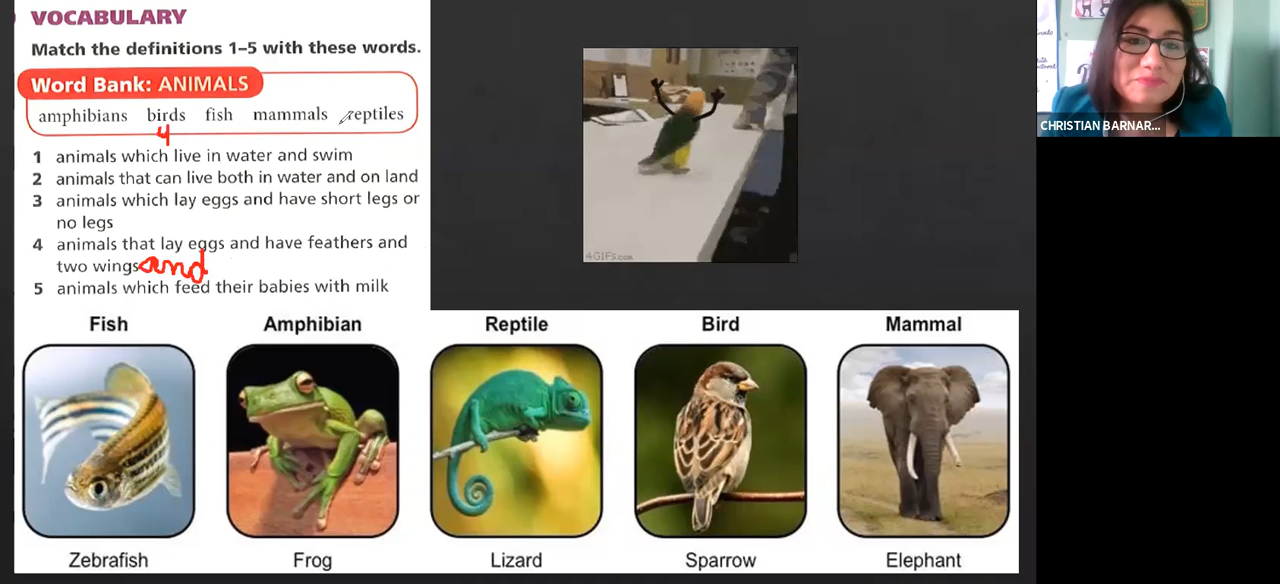 VOCABULARY
Match the definitions 1–5 with these words.
Word Bank: ANIMALS
amphibians birds fish mammals reptiles
4
1 animals which live in water and swim
2 animals that can live both in water and on land
3 animals which lay eggs and have short legs or
no legs
4 animals that lay eggs and have feathers and
two wings and
5 animals which feed their babies with milk
4GIFs.com
CHRISTIAN BARNAR...
Fish Amphibian Reptile Bird Mammal
Zebrafish Frog Lizard Sparrow Elephant